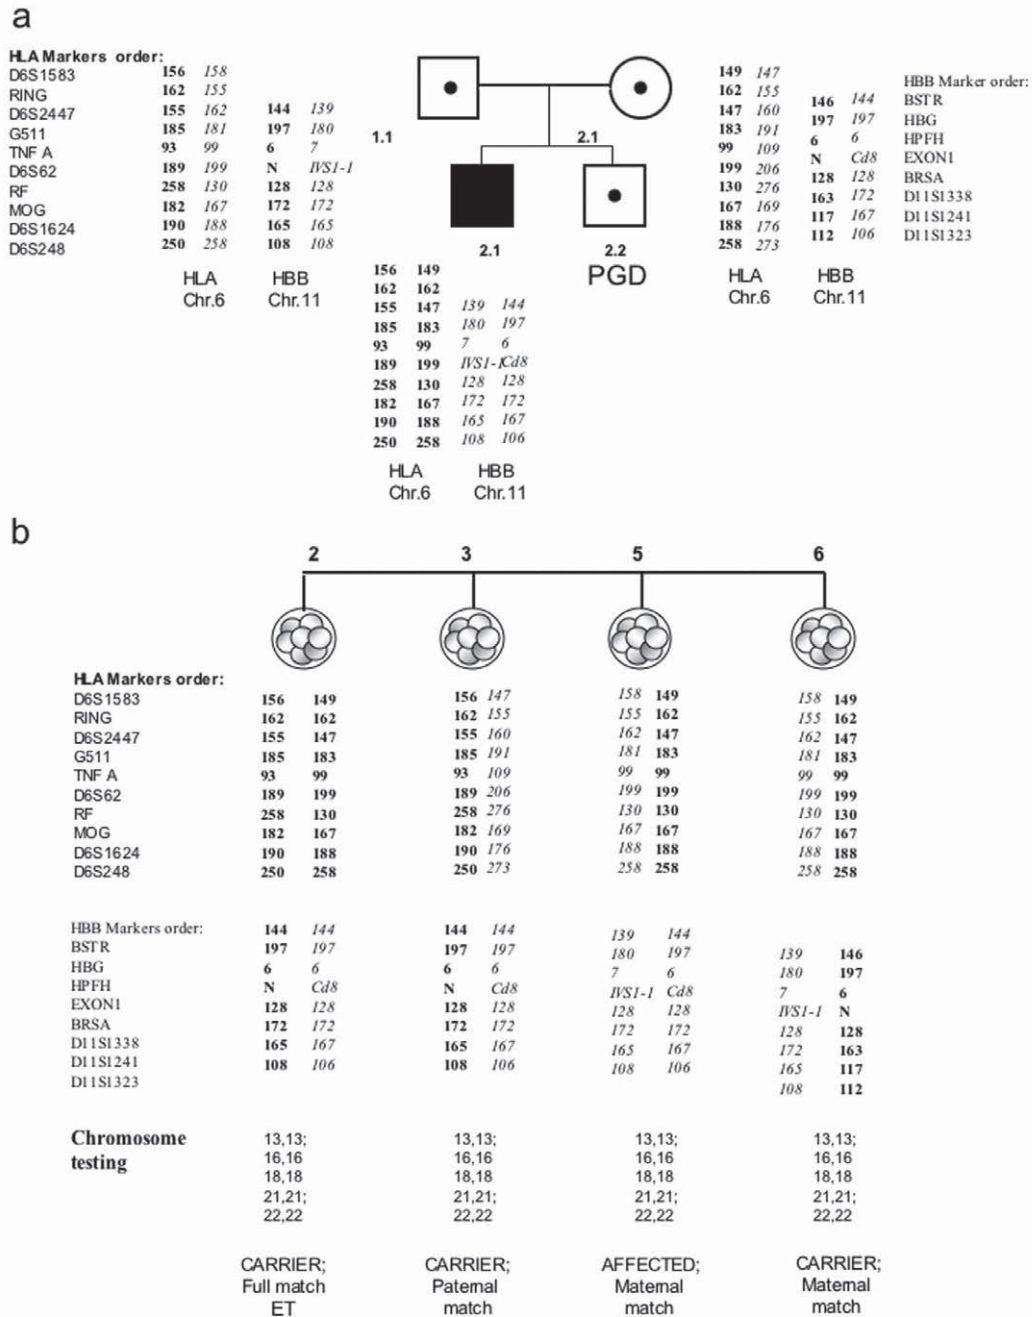 a
HLA Markers order:
D6S1583
RING
D6S2447
G511
TNF A
D6S62
RF
MOG
D6S1624
D6S248
156 158
162 155
155 162
185 181
93 99
189 199
258 130
182 167
190 188
250 258
HLA
Chr.6
144 139
197 180
6 7
N IVS1-1
128 128
172 172
165 165
108 108
HBB
Chr.11
1.1
2.1
2.1
2.2
PGD
149 147
162 155
147 160
183 191
99 109
199 206
130 276
167 169
188 176
258 273
HLA
Chr.6
146 144
197 197
6 6
N Cd8
128 128
163 172
117 167
112 106
HBB
Chr.11
HBB Marker order:
BSTR
HBG
HPFH
EXON1
BRSA
D11S1338
D11S1241
D11S1323
156 149
162 162
155 147
185 183
93 99
189 199
258 130
182 167
190 188
250 258
HLA
Chr.6
139 144
180 197
7 6
IVS1-1Cd8
128 128
172 172
165 167
108 106
HBB
Chr.11
b
2 3 5 6
HLA Markers order:
D6S1583 156 149 156 147 158 149 158 149
RING 162 162 162 155 155 162 155 162
D6S2447 155 147 155 160 162 147 162 147
G511 185 183 185 191 181 183 181 183
TNF A 93 99 93 109 99 99 99 99
D6S62 189 199 189 206 199 199 199 199
RF 258 130 258 276 130 130 130 130
MOG 182 167 182 169 167 167 167 167
D6S1624 190 188 190 176 188 188 188 188
D6S248 250 258 250 273 258 258 258 258
HBB Markers order:
BSTR
HBG
HPFH
EXON1
BRSA
D11S1338
D11S1241
D11S1323
144 144
197 197
6 6
N Cd8
128 128
172 172
165 167
108 106
144 144
197 197
6 6
N Cd8
128 128
172 172
165 167
108 106
139 144
180 197
7 6
IVS1-1 Cd8
128 128
172 172
165 167
108 106
139 146
180 197
7 6
IVS1-1 N
128 128
172 163
165 117
108 112
Chromosome
testing
13,13;
16,16
18,18
21,21;
22,22
13,13;
16,16
18,18
21,21;
22,22
13,13;
16,16
18,18
21,21;
22,22
13,13;
16,16
18,18
21,21;
22,22
CARRIER;
Full match
ET
CARRIER;
Paternal
match
AFFECTED;
Maternal
match
CARRIER;
Maternal
match